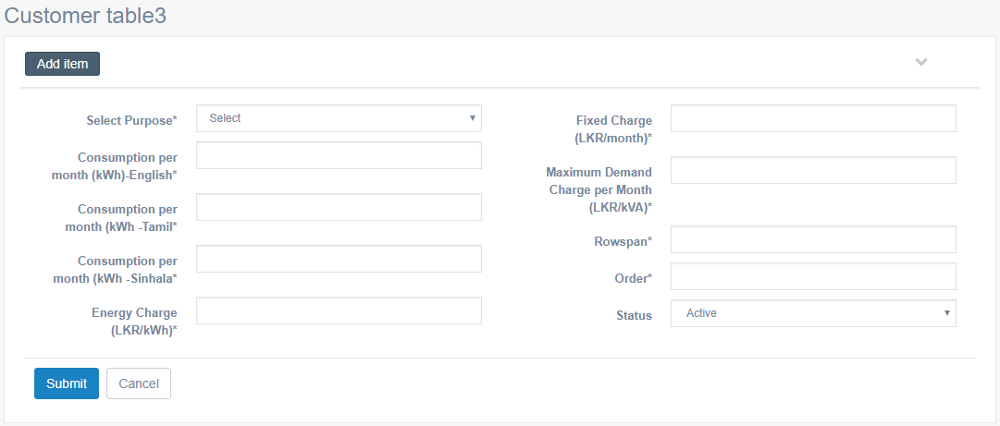 Customer table3
Add item
Select Purpose*
Select
Consumption per
month (kWh)-English*
Consumption per
month (kWh -Tamil*
Consumption per
month (kWh -Sinhala*
Energy Charge
(LKR/kWh)*
Fixed Charge
(LKR/month)*
Maximum Demand
Charge per Month
(LKR/kVA)*
Rowspan*
Order*
Status
Active
Submit
Cancel